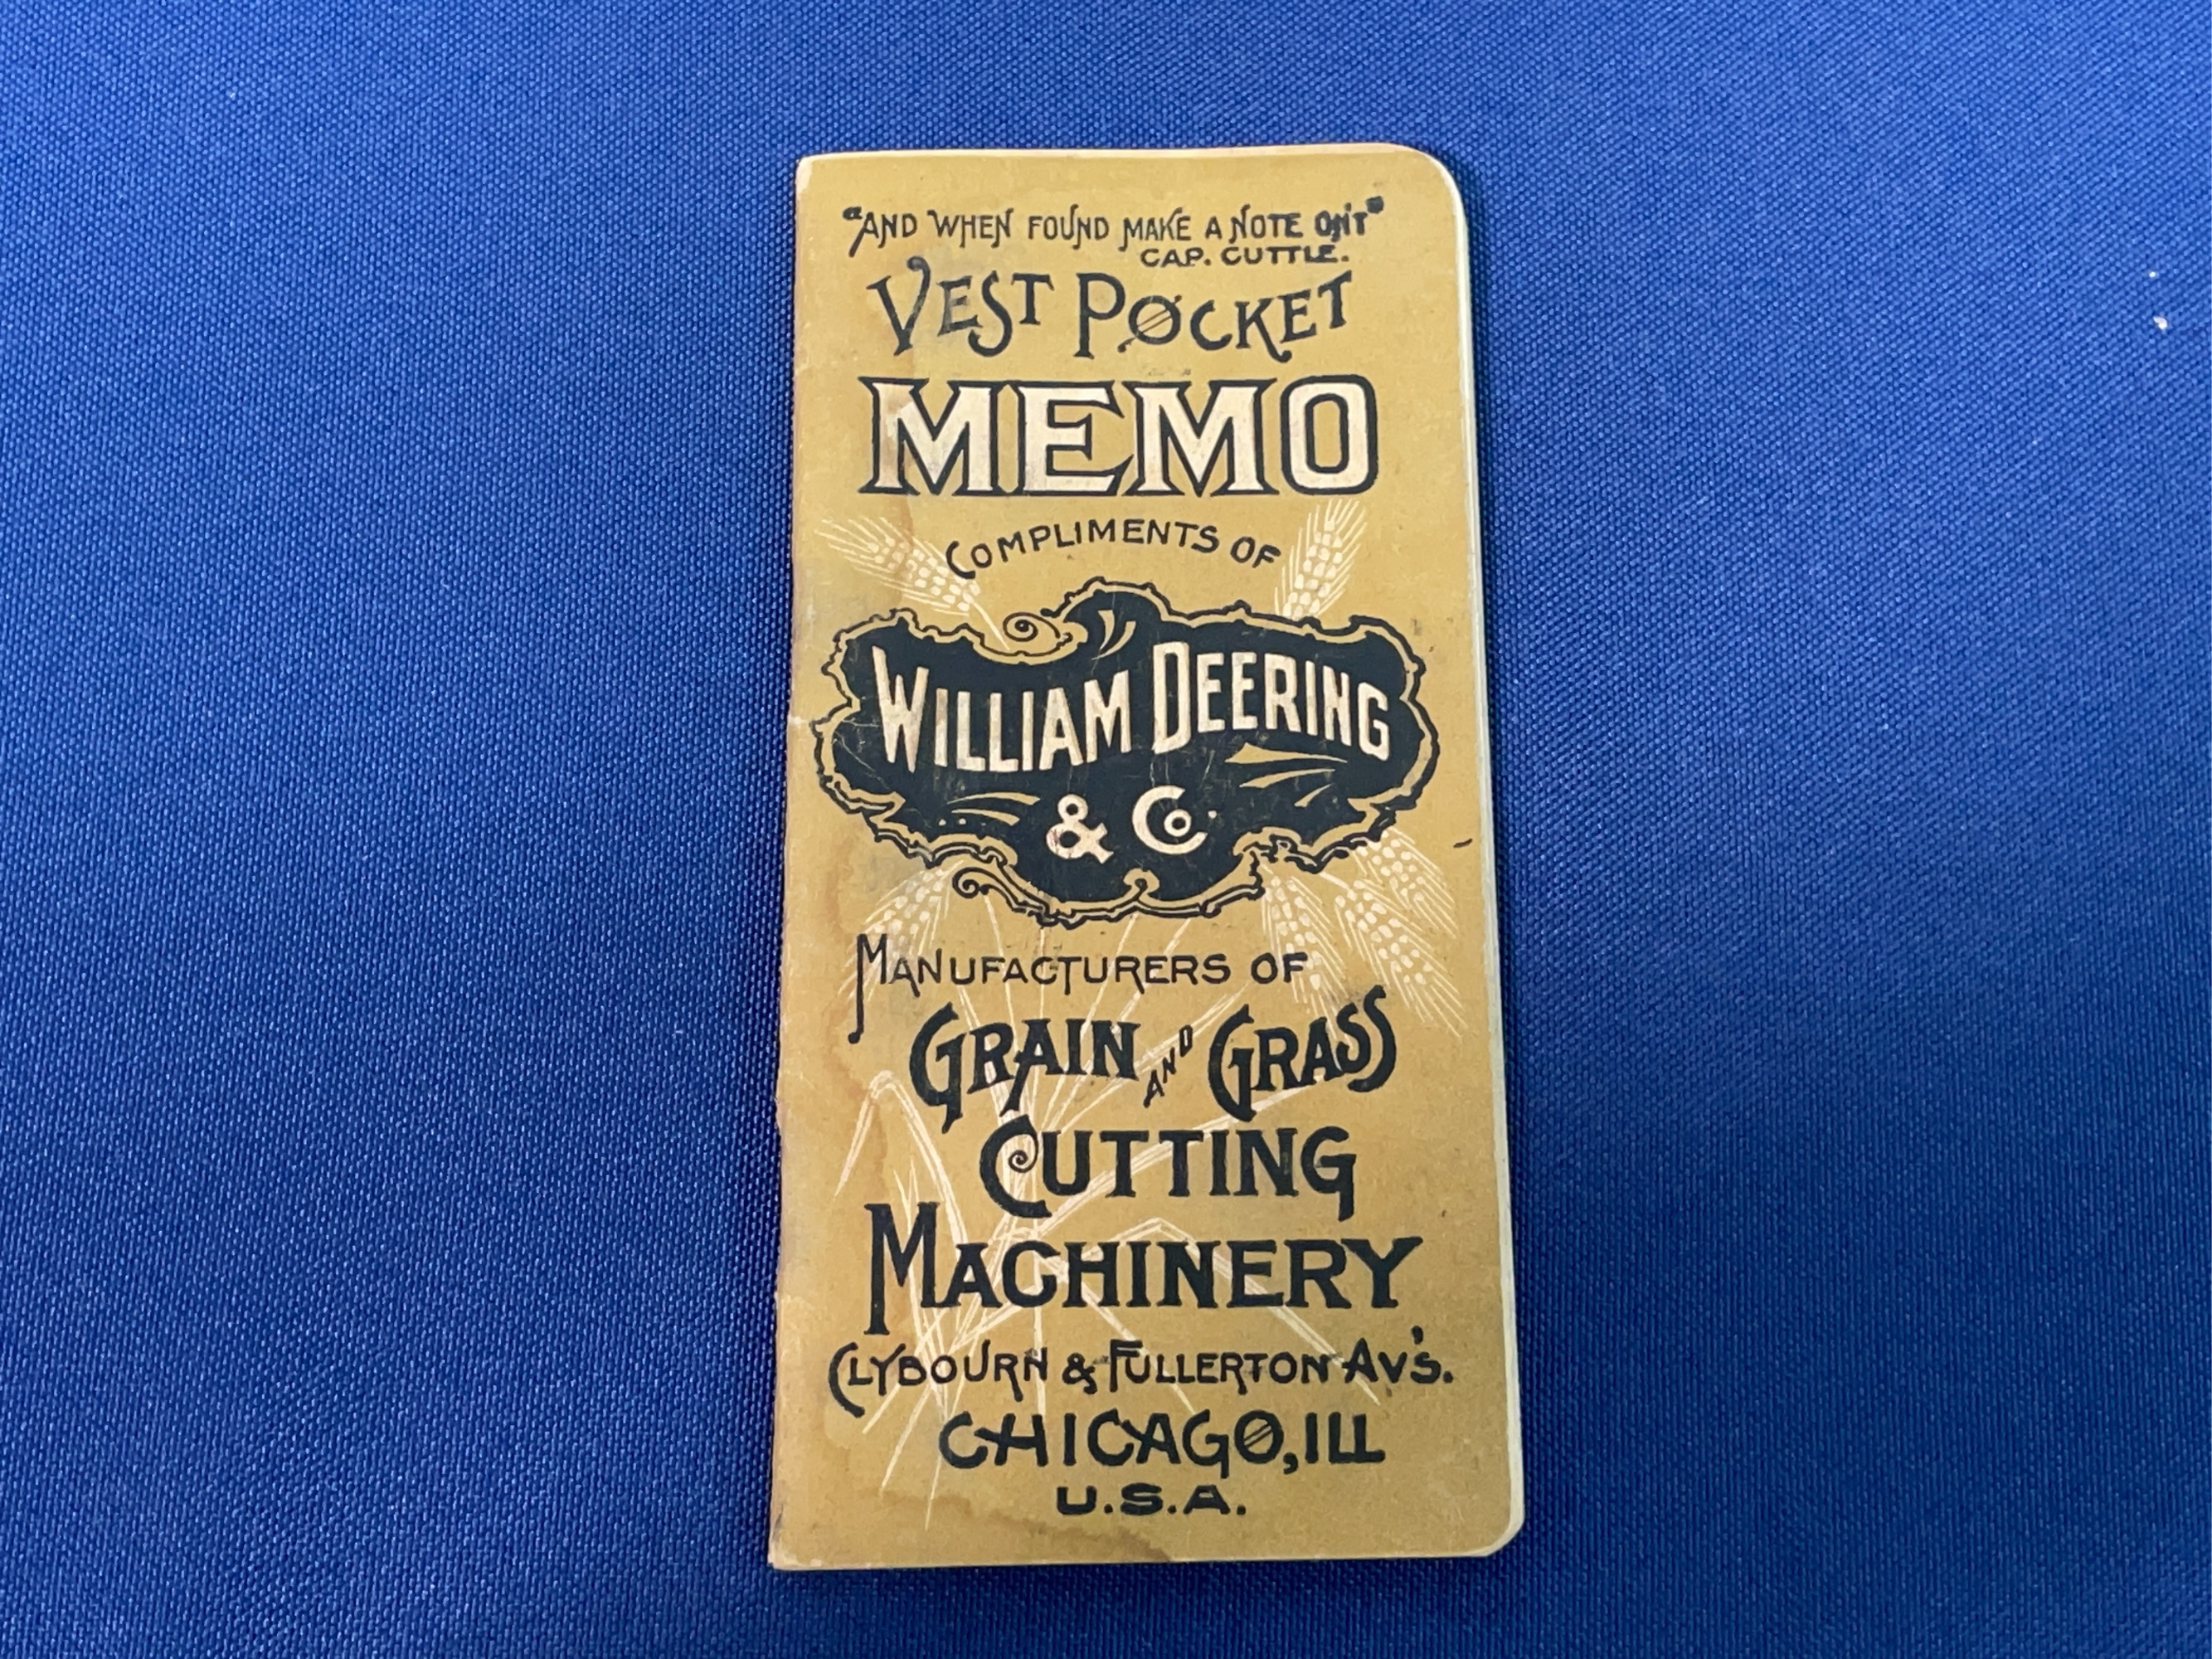 "AND WHEN FOUND MAKE A NOTE ON'T"
CAP. CUTTLE.
VEST POCKET
MEMO
COMPLIMENTS OF
WILLIAM DEERING
& Co.
MANUFACTURERS OF
GRAIN AND GRASS
CUTTING
MACHINERY
CLYBOURN & FULLERTON AV'S.
CHICAGO, ILL
U.S.A.